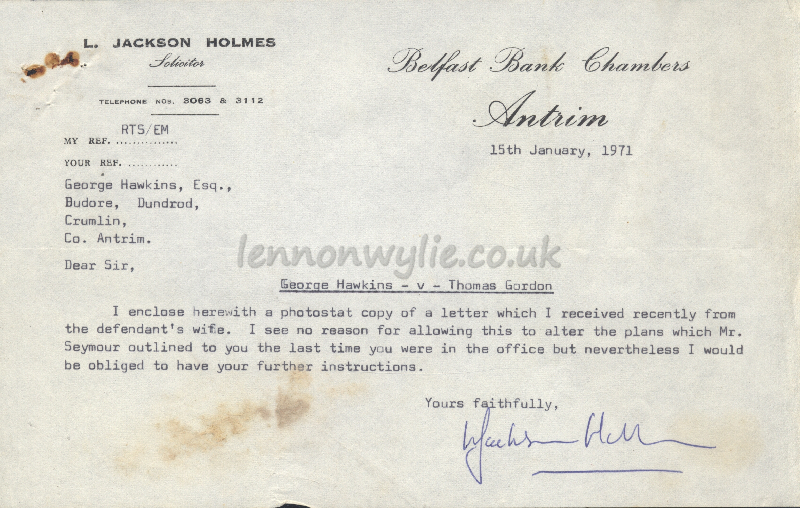 L. JACKSON HOLMES
Solicitor
TELEPHONE NOS. 3063 & 3112
Belfast Bank Chambers
Antrim
15th January, 1971
MY REF. RTS/EM
YOUR REF. ............
George Hawkins, Esq.,
Budore, Dundrod,
Crumlin,
Co. Antrim.
lennonwylie.co.uk
Dear Sir,
George Hawkins - v - Thomas Gordon
I enclose herewith a photostat copy of a letter which I received recently from
the defendant's wife. I see no reason for allowing this to alter the plans which Mr.
Seymour outlined to you the last time you were in the office but nevertheless I would
be obliged to have your further instructions.
Yours faithfully,
L Jackson Holmes